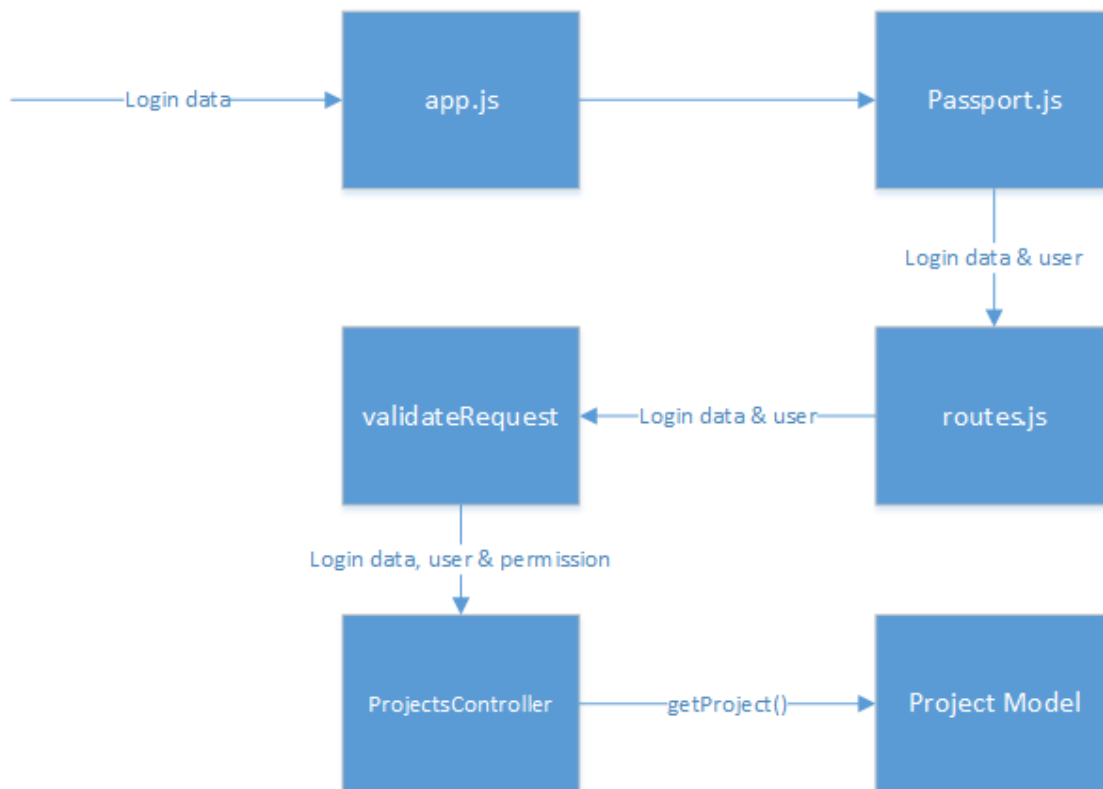 Login data
app.js
Passport.js
Login data & user
validateRequest
Login data & user
routes.js
Login data, user & permission
ProjectsController
getProject()
Project Model